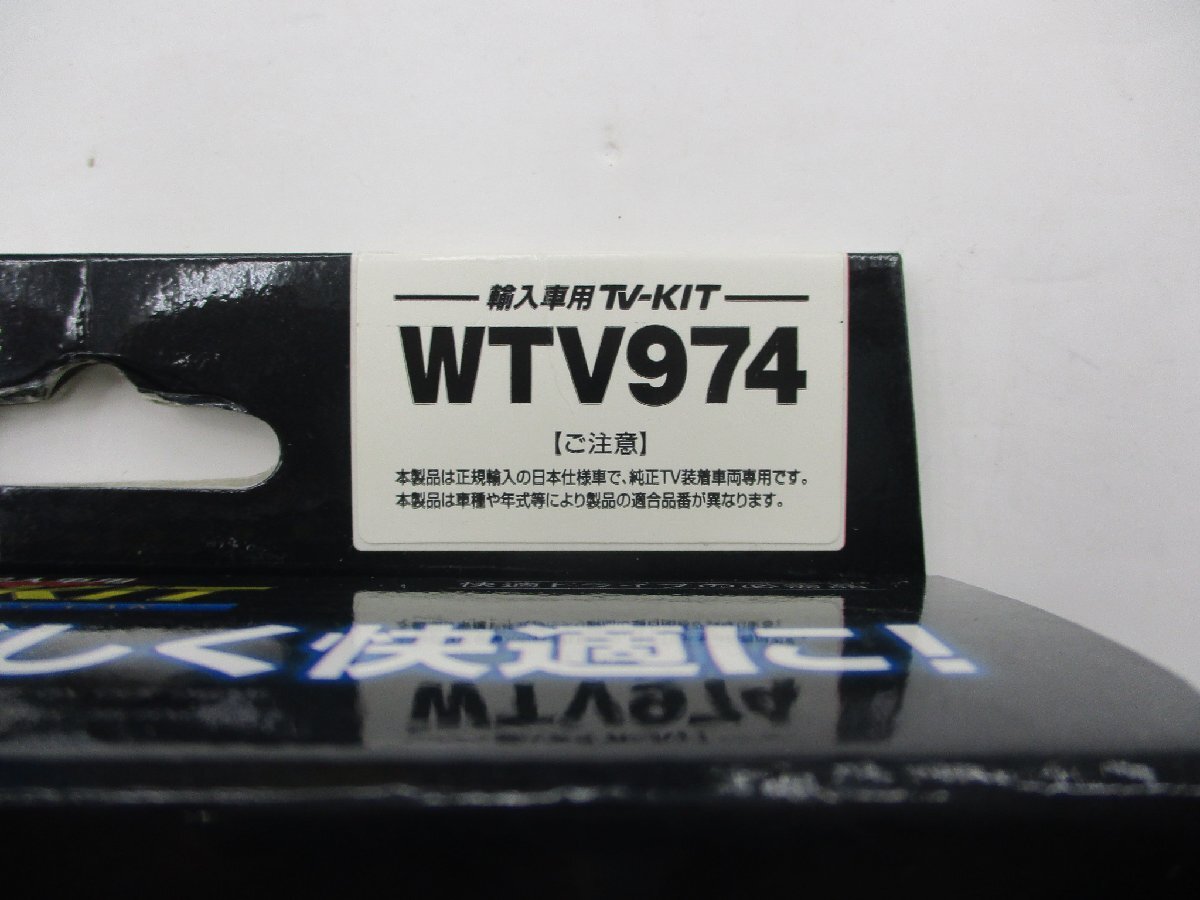 輸入車用 TV-KIT
WTV974
【ご注意】
本製品は正規輸入の日本仕様車で、純正TV装着車両専用です。
本製品は車種や年式等により製品の適合品番が異なります。
しく快適に!